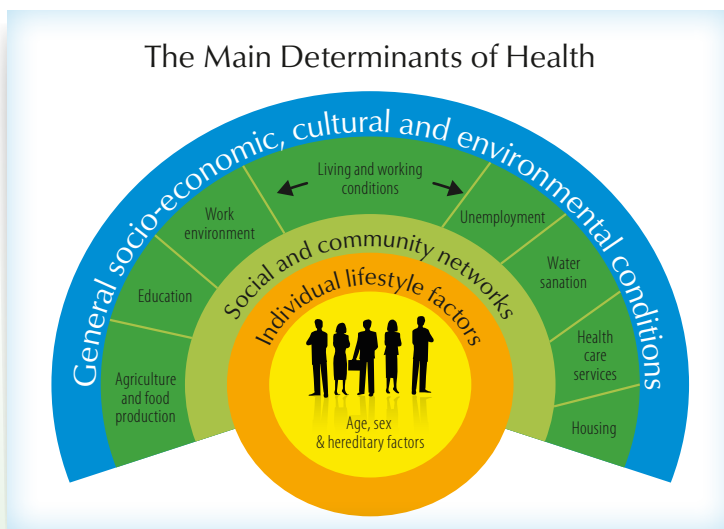 The Main Determinants of Health
General socio-economic, cultural and environmental conditions
Living and working
conditions
Work
environment
Unemployment
Education
Water
sanation
Agriculture
and food
production
Health
care
services
Housing
Social and community networks
Individual lifestyle factors
Age, sex
& hereditary factors